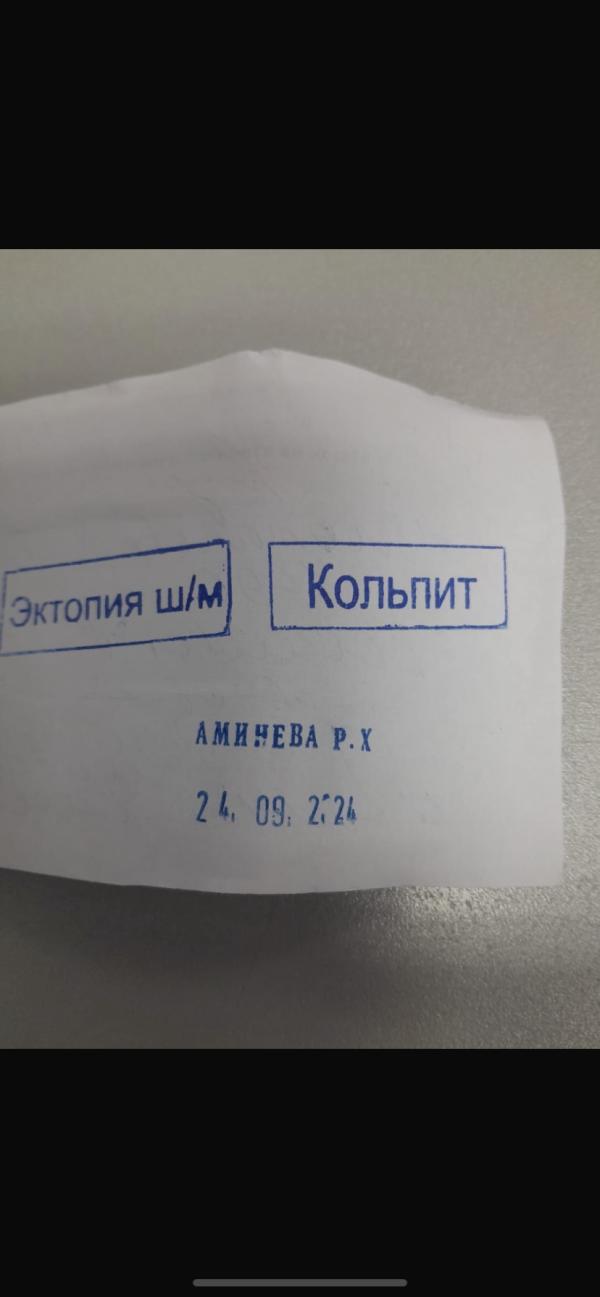 Эктопия ш/м
Кольпит
АМИНЕВА Р.Х
24. 09. 2024